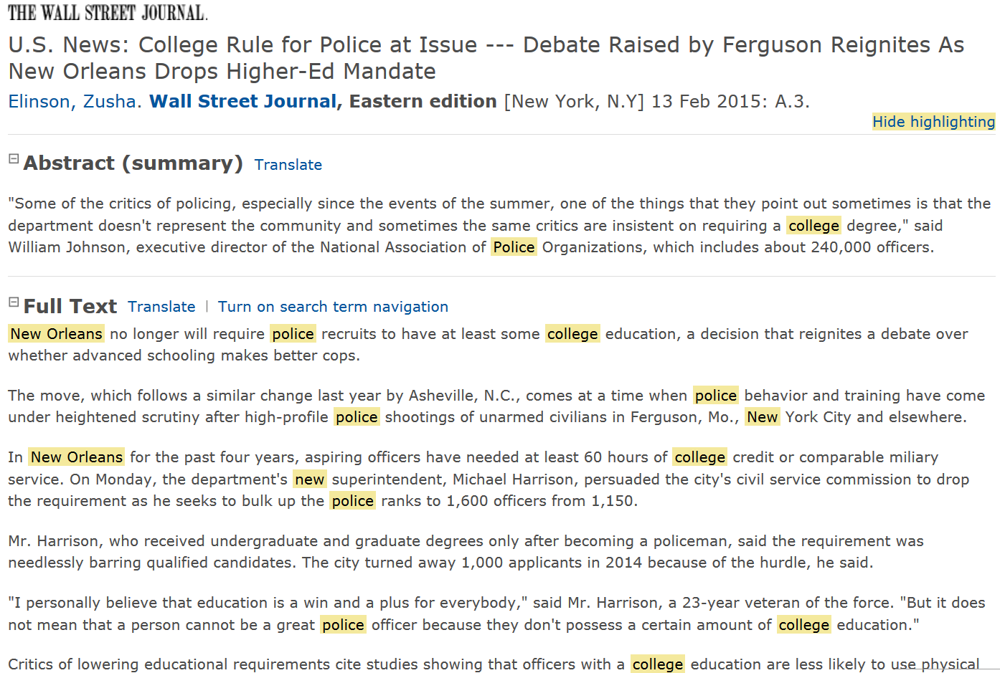 THE WALL STREET JOURNAL.
U.S. News: College Rule for Police at Issue --- Debate Raised by Ferguson Reignites As
New Orleans Drops Higher-Ed Mandate
Elinson, Zusha. Wall Street Journal, Eastern edition [New York, N.Y] 13 Feb 2015: A.3.
Hide highlighting
Abstract (summary) Translate
"Some of the critics of policing, especially since the events of the summer, one of the things that they point out sometimes is that the
department doesn't represent the community and sometimes the same critics are insistent on requiring a college degree," said
William Johnson, executive director of the National Association of Police Organizations, which includes about 240,000 officers.
Full Text Translate | Turn on search term navigation
New Orleans no longer will require police recruits to have at least some college education, a decision that reignites a debate over
whether advanced schooling makes better cops.
The move, which follows a similar change last year by Asheville, N.C., comes at a time when police behavior and training have come
under heightened scrutiny after high-profile police shootings of unarmed civilians in Ferguson, Mo., New York City and elsewhere.
In New Orleans for the past four years, aspiring officers have needed at least 60 hours of college credit or comparable miliary
service. On Monday, the department's new superintendent, Michael Harrison, persuaded the city's civil service commission to drop
the requirement as he seeks to bulk up the police ranks to 1,600 officers from 1,150.
Mr. Harrison, who received undergraduate and graduate degrees only after becoming a policeman, said the requirement was
needlessly barring qualified candidates. The city turned away 1,000 applicants in 2014 because of the hurdle, he said.
"I personally believe that education is a win and a plus for everybody," said Mr. Harrison, a 23-year veteran of the force. "But it does
not mean that a person cannot be a great police officer because they don't possess a certain amount of college education."
Critics of lowering educational requirements cite studies showing that officers with a college education are less likely to use physical